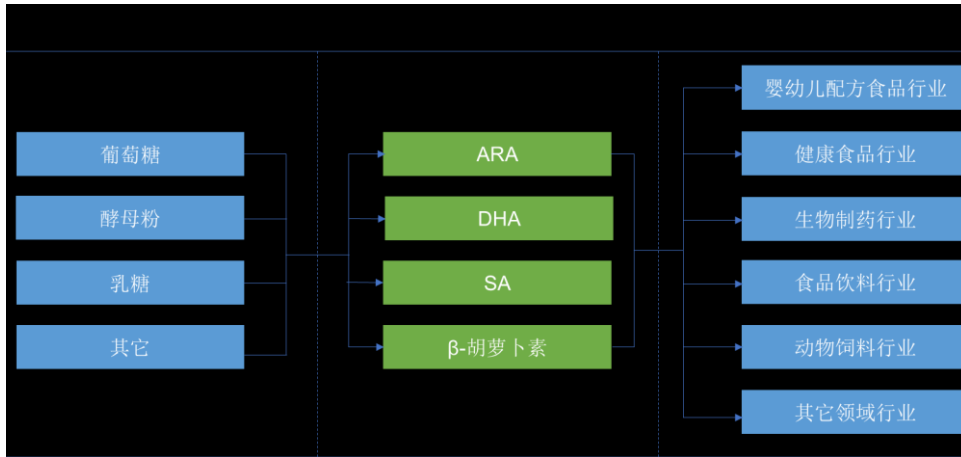 葡萄糖
酵母粉
乳糖
其它
ARA
DHA
SA
β-胡萝卜素
婴幼儿配方食品行业
健康食品行业
生物制药行业
食品饮料行业
动物饲料行业
其它领域行业